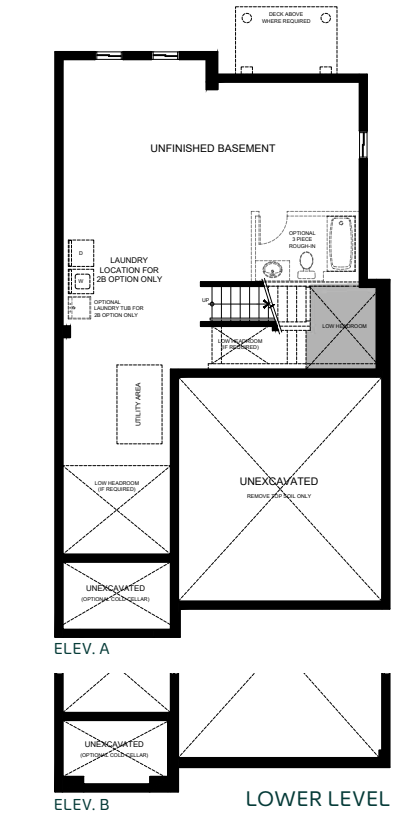 DECK ABOVE
WHERE REQUIRED
UNFINISHED BASEMENT
OPTIONAL
3 PIECE
ROUGH-IN
D
LAUNDRY
LOCATION FOR
2B OPTION ONLY
W
OPTIONAL
LAUNDRY TUB FOR
2B OPTION ONLY
UP
LOW HEADROOM
LOW HEADROOM
(IF REQUIRED)
UTILITY AREA
LOW HEADROOM
(IF REQUIRED)
UNEXCAVATED
REMOVE TOP SOIL ONLY
UNEXCAVATED
(OPTIONAL COLD CELLAR)
ELEV. A
UNEXCAVATED
(OPTIONAL COLD CELLAR)
ELEV. B
LOWER LEVEL